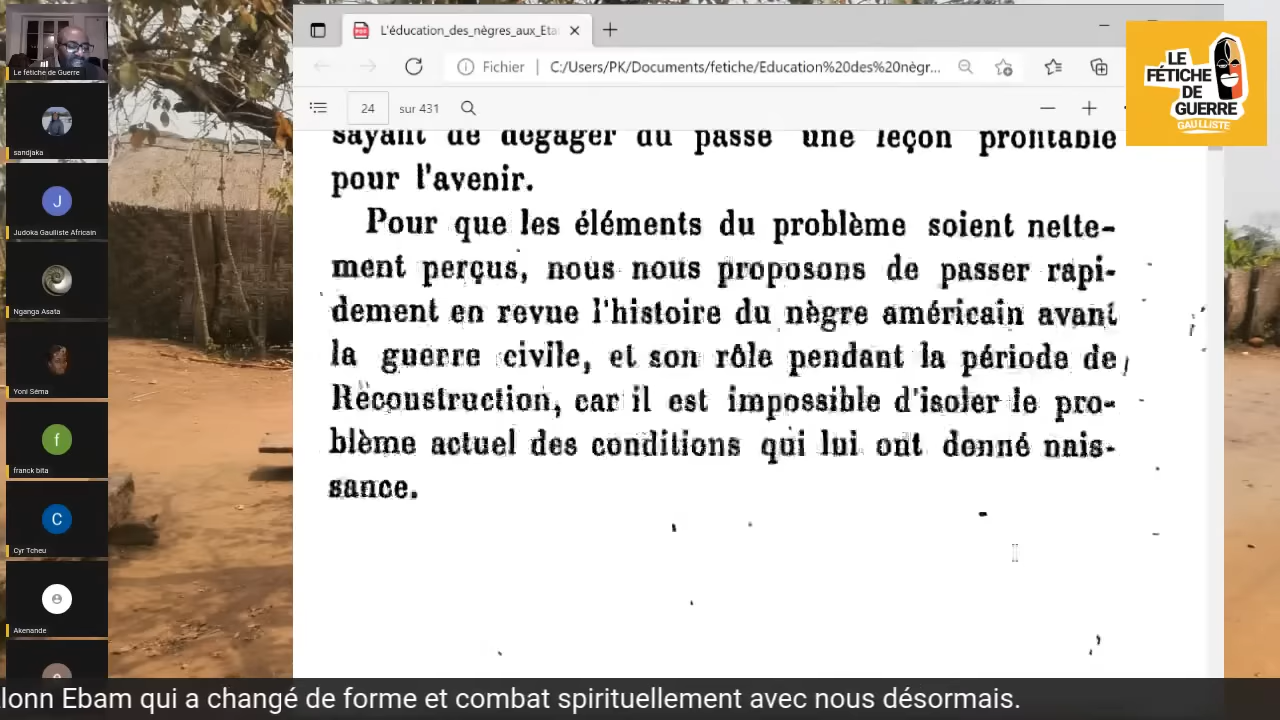 Le fétiche de Guerre
sandjaka
J
Judoka Gaulliste Africain
Nganga Asata
Yoni Séma
f
franck bita
C
Cyr Tcheu
Akenande
L'éducation_des_nègres_aux_Eta
Fichier
C:/Users/PK/Documents/fetiche/Education%20des%20nègr...
24 sur 431
sayant de dégager du passé une leçon profitable
pour l'avenir.
Pour que les éléments du problème soient nette-
ment perçus, nous nous proposons de passer rapi-
dement en revue l'histoire du nègre américain avant
la guerre civile, et son rôle pendant la période de
Reconstruction, car il est impossible d'isoler le pro-
blème actuel des conditions qui lui ont donné nais-
sance.
LE
FÉTICHE
DE
GUERRE
GAULLISTE
lonn Ebam qui a changé de forme et combat spirituellement avec nous désormais.